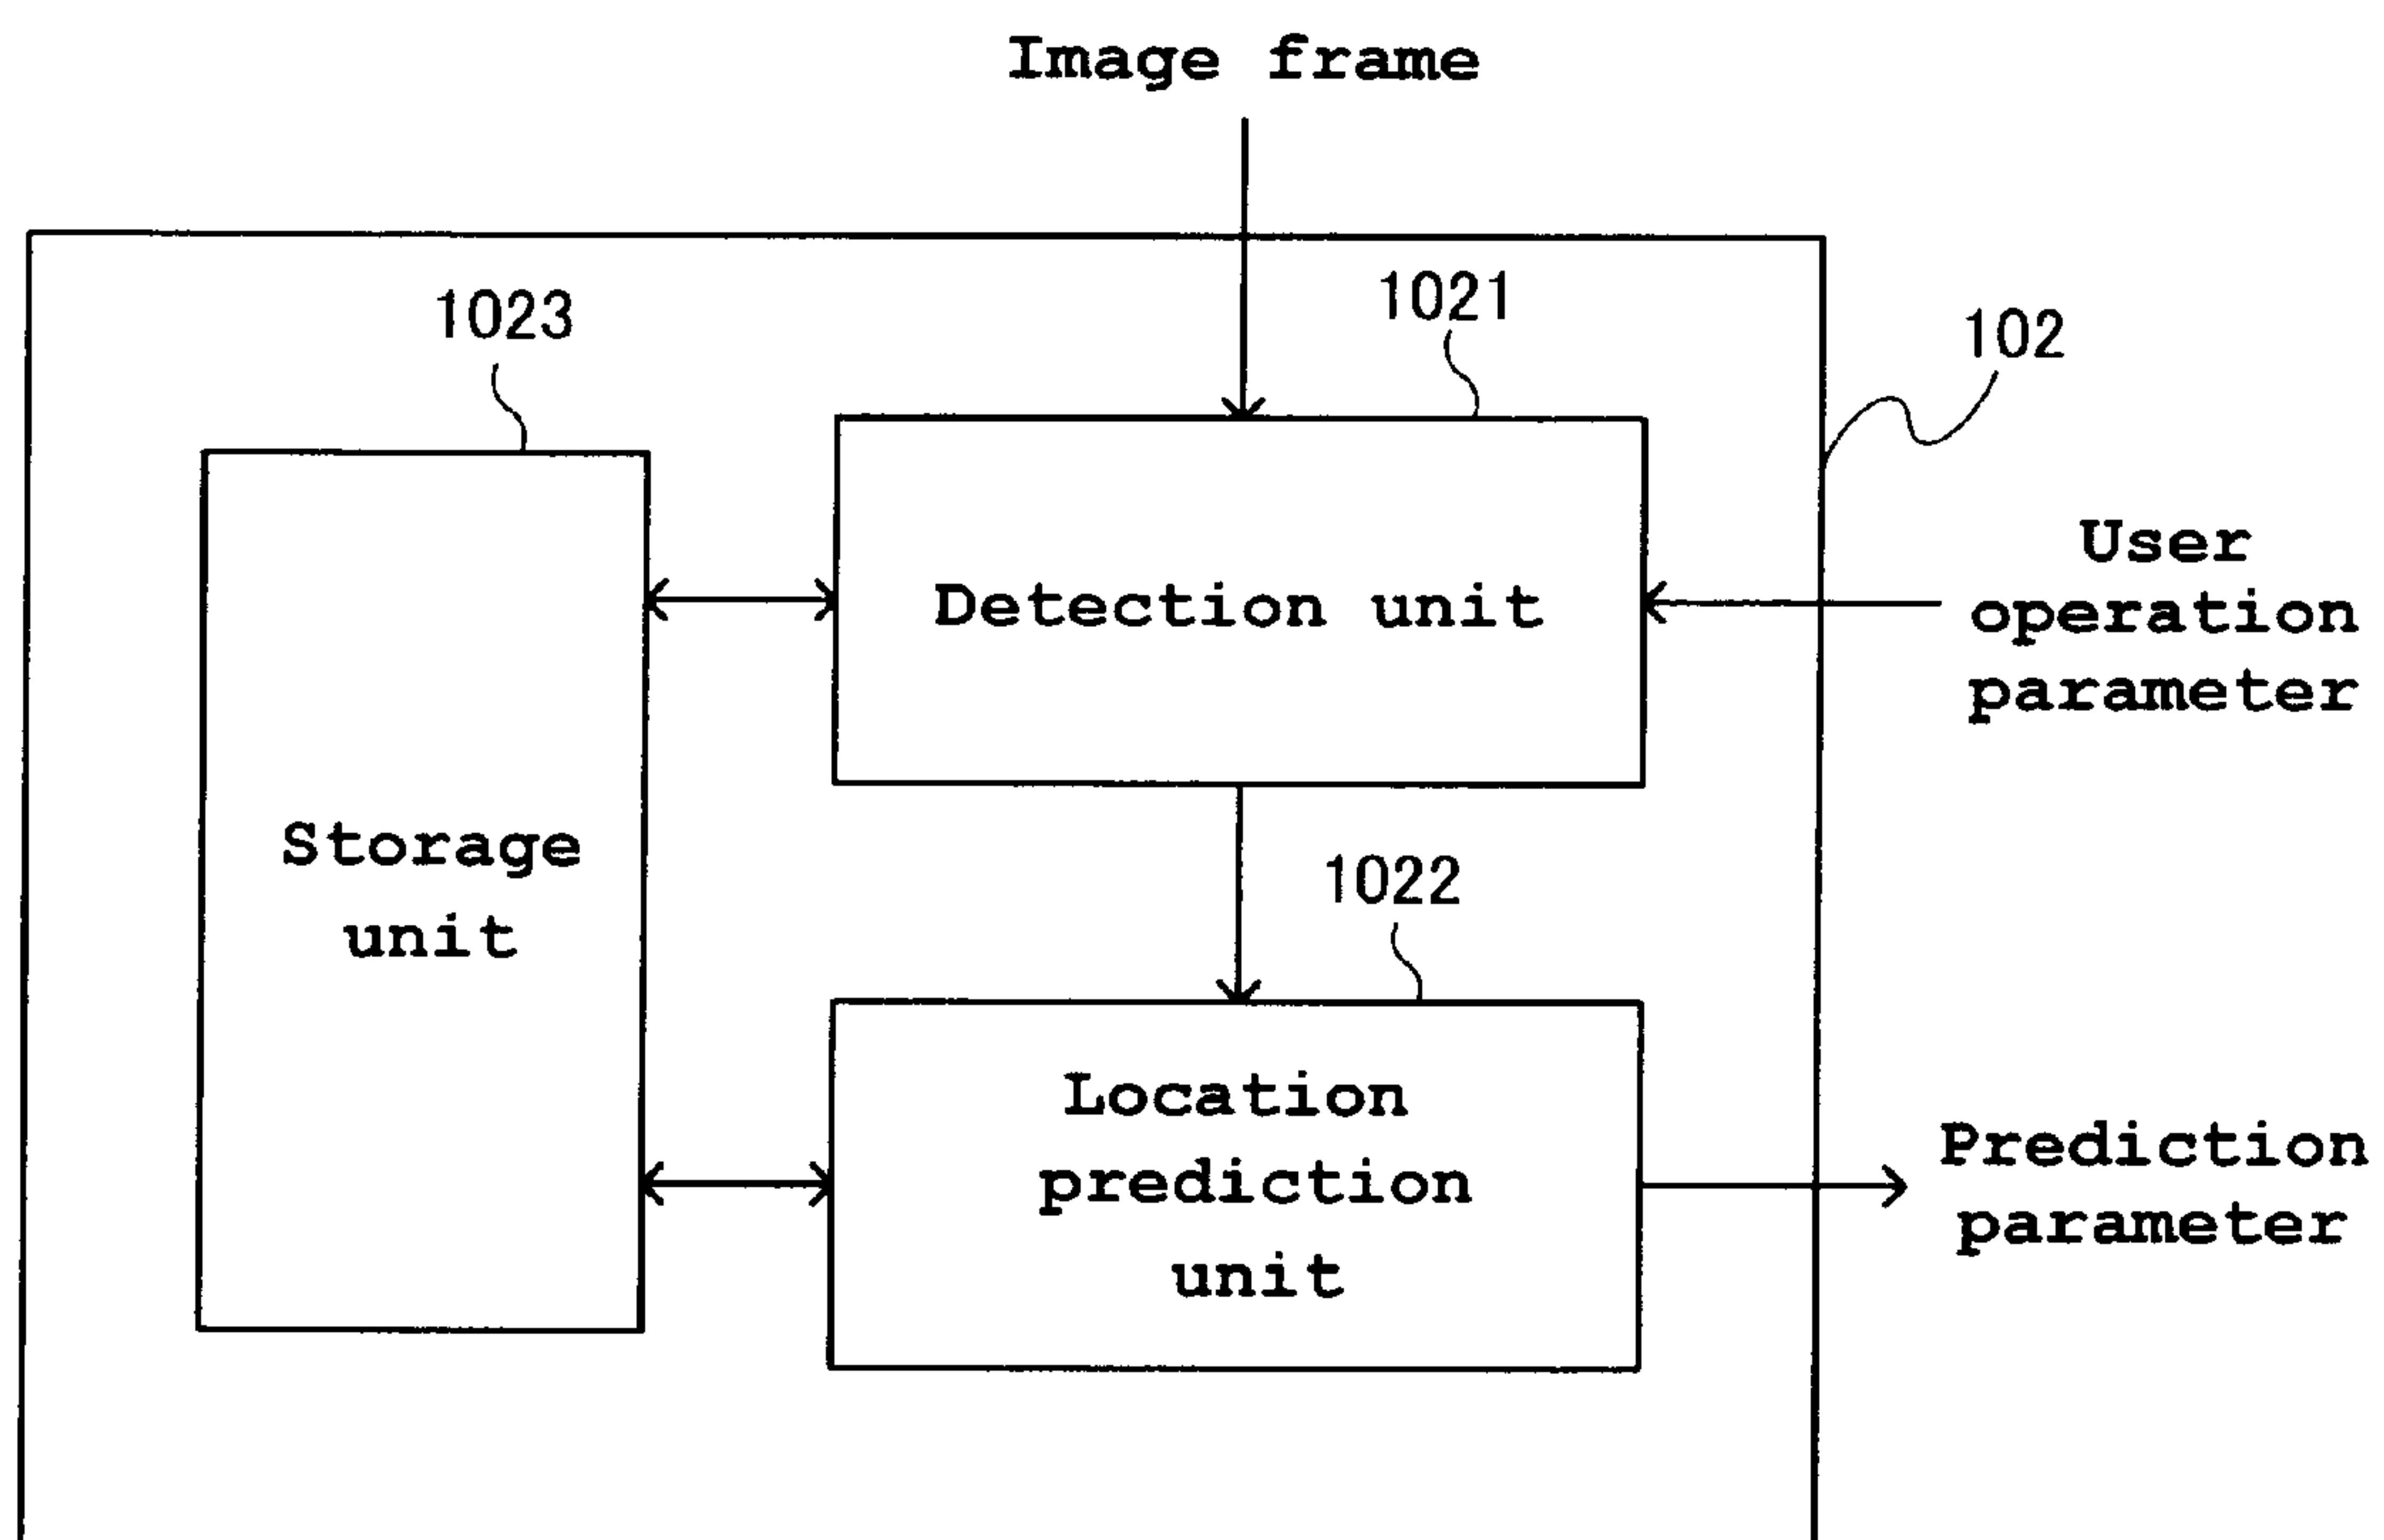 Image frame
1023
1021
102
User
operation
parameter
Detection unit
Storage
unit
1022
Location
prediction
unit
Prediction
parameter